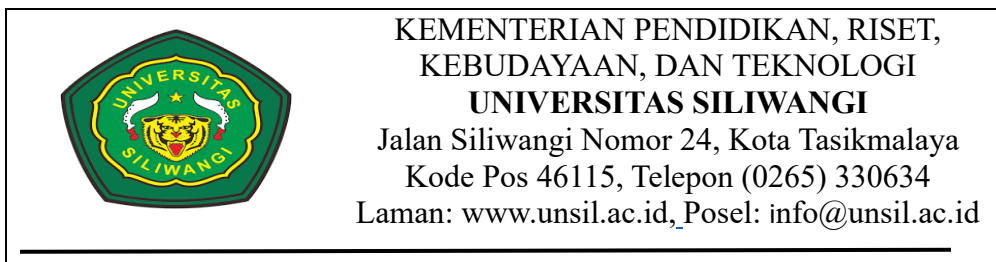 UNIVERSITAS
SILIWANGI
KEMENTERIAN PENDIDIKAN, RISET,
KEBUDAYAAN, DAN TEKNOLOGI
UNIVERSITAS SILIWANGI
Jalan Siliwangi Nomor 24, Kota Tasikmalaya
Kode Pos 46115, Telepon (0265) 330634
Laman: www.unsil.ac.id, Posel: info@unsil.ac.id